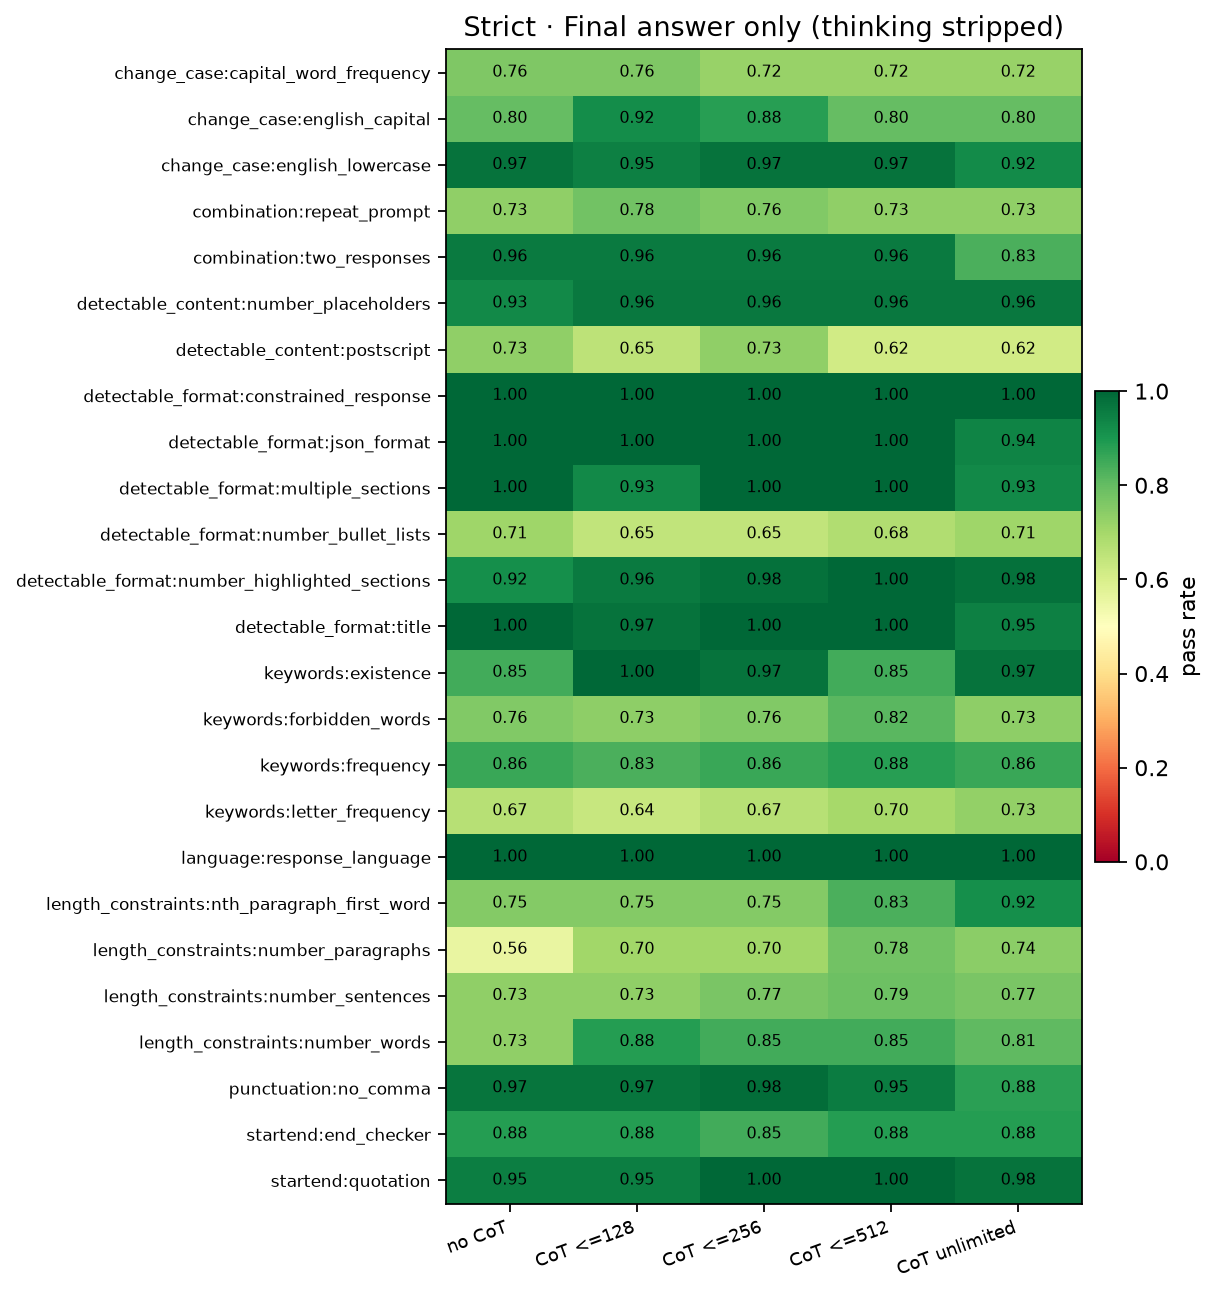 Strict · Final answer only (thinking stripped)
change_case:capital_word_frequency 0.76 0.76 0.72 0.72 0.72
change_case:english_capital 0.80 0.92 0.88 0.80 0.80
change_case:english_lowercase 0.97 0.95 0.97 0.97 0.92
combination:repeat_prompt 0.73 0.78 0.76 0.73 0.73
combination:two_responses 0.96 0.96 0.96 0.96 0.83
detectable_content:number_placeholders 0.93 0.96 0.96 0.96 0.96
detectable_content:postscript 0.73 0.65 0.73 0.62 0.62
detectable_format:constrained_response 1.00 1.00 1.00 1.00 1.00
detectable_format:json_format 1.00 1.00 1.00 1.00 0.94
detectable_format:multiple_sections 1.00 0.93 1.00 1.00 0.93
detectable_format:number_bullet_lists 0.71 0.65 0.65 0.68 0.71
detectable_format:number_highlighted_sections 0.92 0.96 0.98 1.00 0.98
detectable_format:title 1.00 0.97 1.00 1.00 0.95
keywords:existence 0.85 1.00 0.97 0.85 0.97
keywords:forbidden_words 0.76 0.73 0.76 0.82 0.73
keywords:frequency 0.86 0.83 0.86 0.88 0.86
keywords:letter_frequency 0.67 0.64 0.67 0.70 0.73
language:response_language 1.00 1.00 1.00 1.00 1.00
length_constraints:nth_paragraph_first_word 0.75 0.75 0.75 0.83 0.92
length_constraints:number_paragraphs 0.56 0.70 0.70 0.78 0.74
length_constraints:number_sentences 0.73 0.73 0.77 0.79 0.77
length_constraints:number_words 0.73 0.88 0.85 0.85 0.81
punctuation:no_comma 0.97 0.97 0.98 0.95 0.88
startend:end_checker 0.88 0.88 0.85 0.88 0.88
startend:quotation 0.95 0.95 1.00 1.00 0.98
no CoT CoT <=128 CoT <=256 CoT <=512 CoT unlimited
1.0
0.8
0.6
0.4
0.2
0.0
pass rate